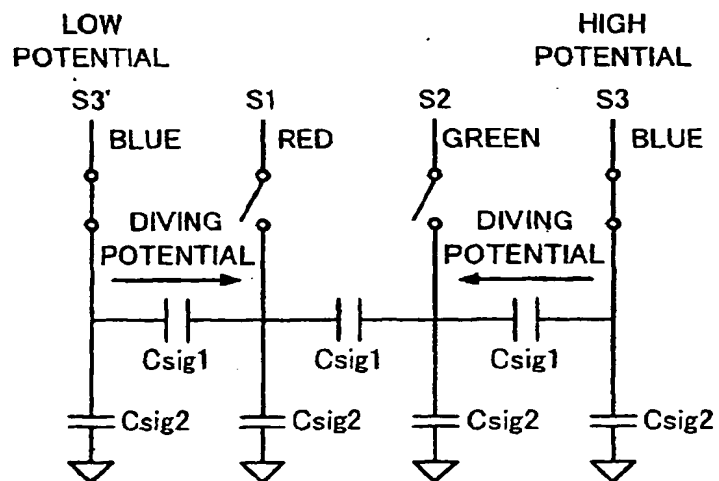 LOW
POTENTIAL
HIGH
POTENTIAL
S3' S1 S2 S3
BLUE RED GREEN BLUE
DIVING
POTENTIAL
DIVING
POTENTIAL
Csig1 Csig1 Csig1
Csig2 Csig2 Csig2 Csig2